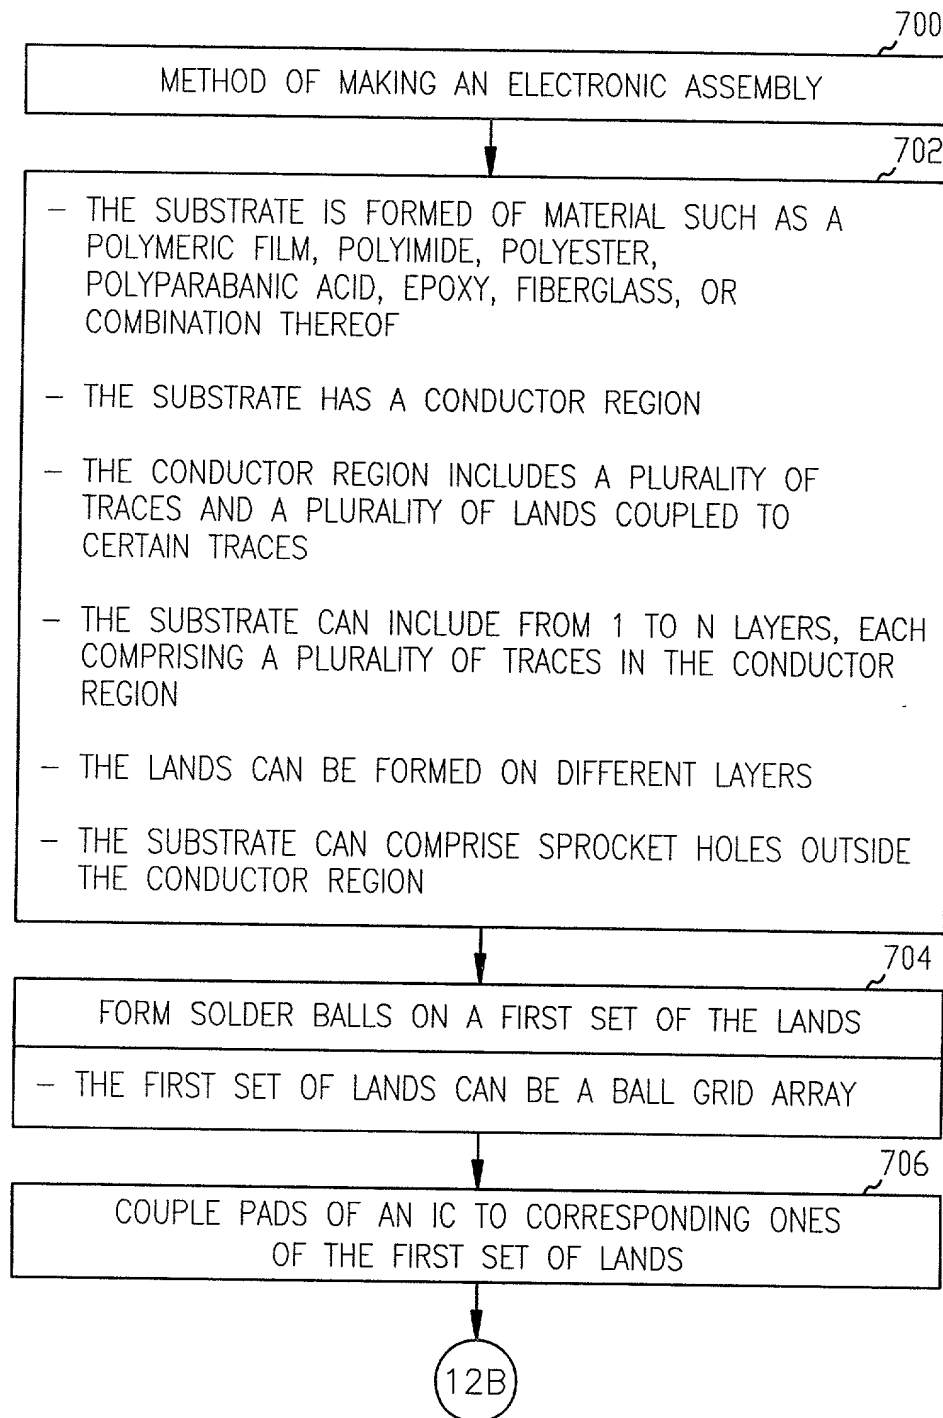 700
METHOD OF MAKING AN ELECTRONIC ASSEMBLY
702
– THE SUBSTRATE IS FORMED OF MATERIAL SUCH AS A
POLYMERIC FILM, POLYIMIDE, POLYESTER,
POLYPARABANIC ACID, EPOXY, FIBERGLASS, OR
COMBINATION THEREOF
– THE SUBSTRATE HAS A CONDUCTOR REGION
– THE CONDUCTOR REGION INCLUDES A PLURALITY OF
TRACES AND A PLURALITY OF LANDS COUPLED TO
CERTAIN TRACES
– THE SUBSTRATE CAN INCLUDE FROM 1 TO N LAYERS, EACH
COMPRISING A PLURALITY OF TRACES IN THE CONDUCTOR
REGION
– THE LANDS CAN BE FORMED ON DIFFERENT LAYERS
– THE SUBSTRATE CAN COMPRISE SPROCKET HOLES OUTSIDE
THE CONDUCTOR REGION
704
FORM SOLDER BALLS ON A FIRST SET OF THE LANDS
– THE FIRST SET OF LANDS CAN BE A BALL GRID ARRAY
706
COUPLE PADS OF AN IC TO CORRESPONDING ONES
OF THE FIRST SET OF LANDS
12B